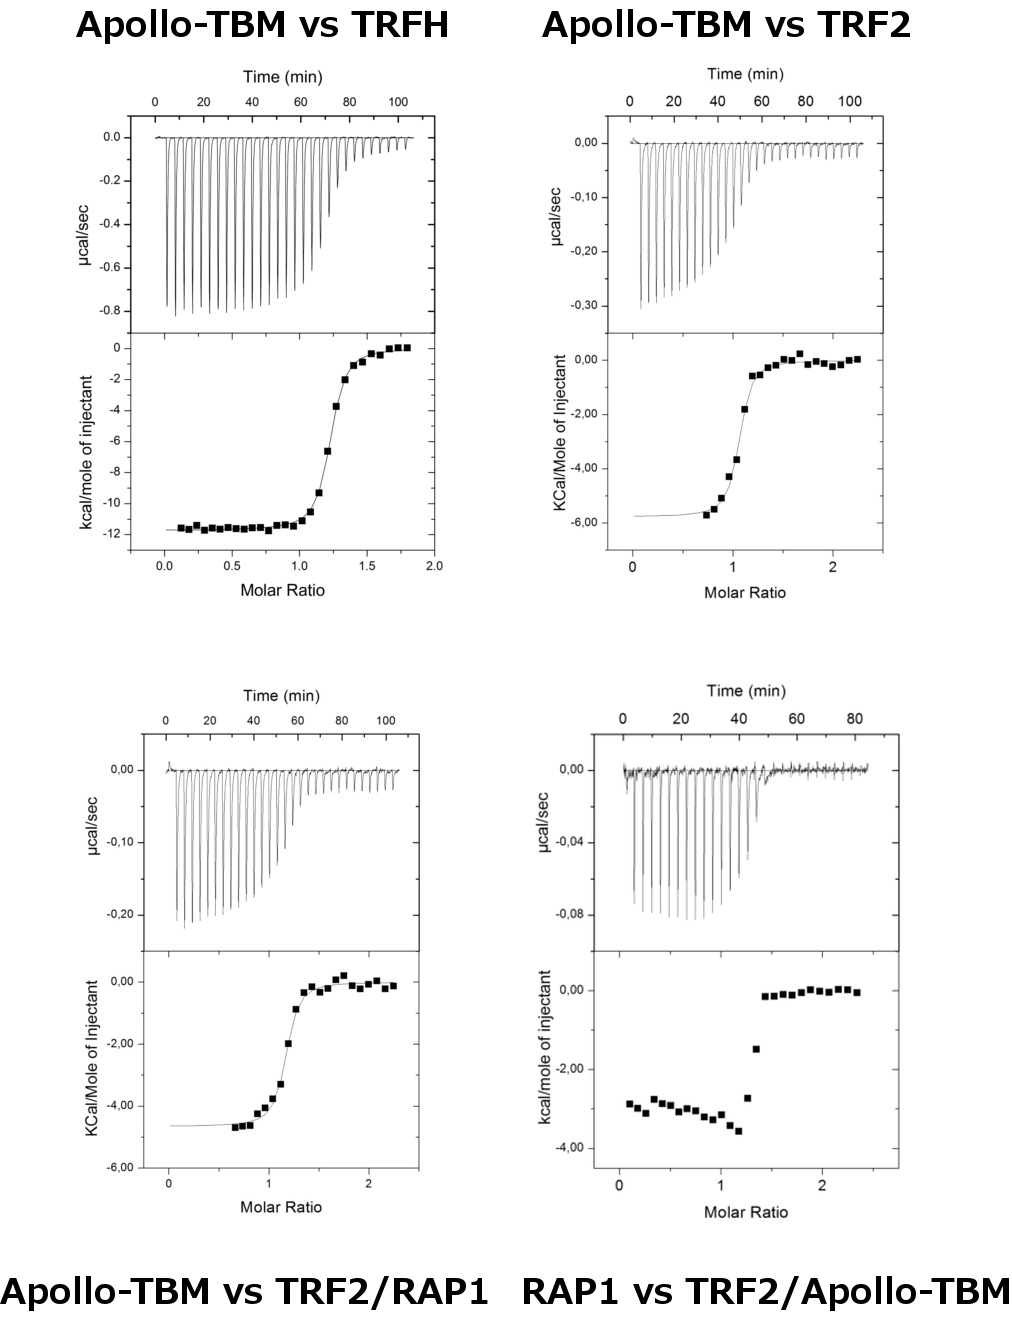 Apollo-TBM vs TRFH
Time (min)
0 20 40 60 80 100
0.0
-0.2
-0.4
-0.6
-0.8
µcal/sec
0
-2
-4
-6
-8
-10
-12
kcal/mole of injectant
0.0 0.5 1.0 1.5 2.0
Molar Ratio
Apollo-TBM vs TRF2
Time (min)
0 20 40 60 80 100
0,00
-0,10
-0,20
-0,30
µcal/sec
0,00
-2,00
-4,00
-6,00
KCal/Mole of Injectant
0 1 2
Molar Ratio
Time (min)
0 20 40 60 80 100
0,00
-0,10
-0,20
µcal/sec
0,00
-2,00
-4,00
-6,00
KCal/Mole of Injectant
0 1 2
Molar Ratio
Apollo-TBM vs TRF2/RAP1
Time (min)
0 20 40 60 80
0,00
-0,04
-0,08
µcal/sec
0,00
-2,00
-4,00
kcal/mole of injectant
0 1 2
Molar Ratio
RAP1 vs TRF2/Apollo-TBM